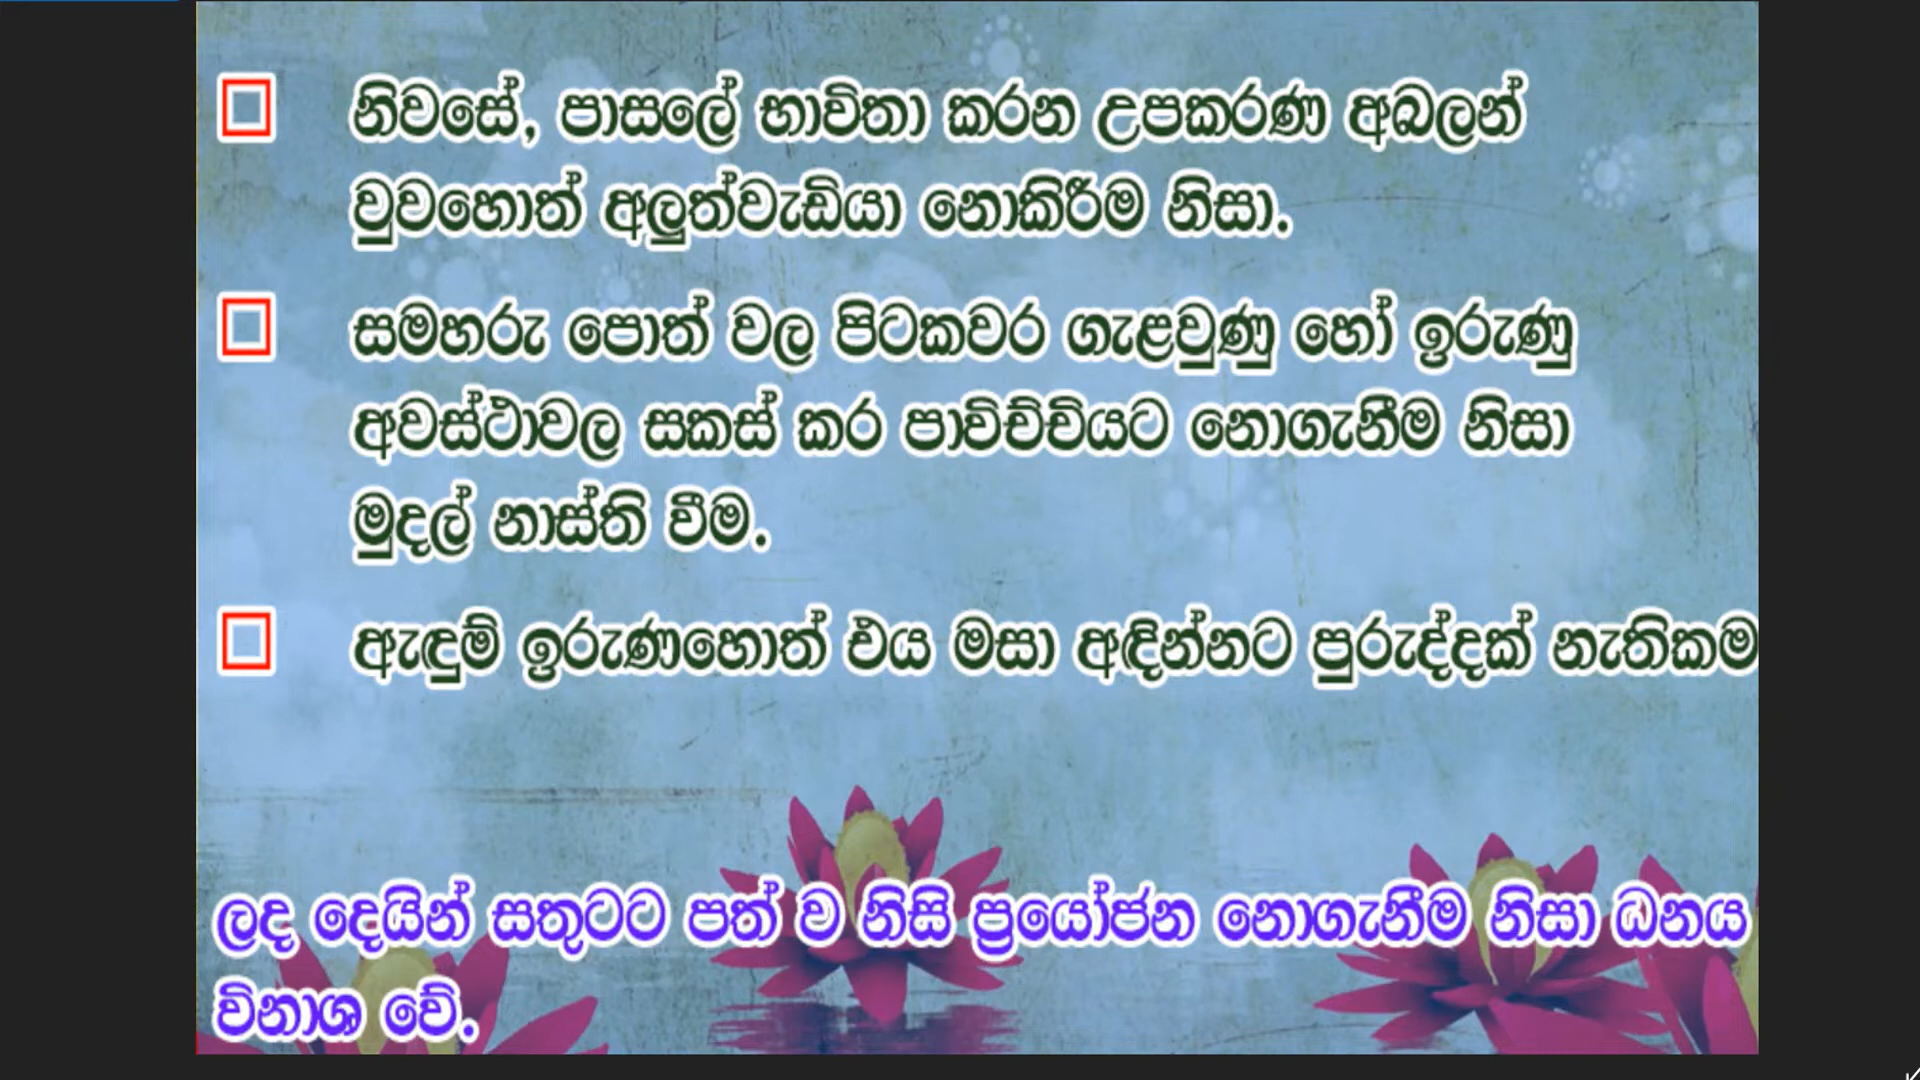 නිවසේ, පාසලේ භාවිතා කරන උපකරණ අබලන්
වුවහොත් අලුත්වැඩියා නොකිරීම නිසා.
සමහරු පොත් වල පිටකවර ගැළවුණු හෝ ඉරුණු
අවස්ථාවල සකස් කර පාවිච්චියට නොගැනීම නිසා
මුදල් නාස්ති වීම.
ඇඳුම් ඉරුණහොත් එය මසා අඳින්නට පුරුද්දක් නැතිකම
ලද දෙයින් සතුටට පත් ව නිසි ප්‍රයෝජන නොගැනීම නිසා ධනය
විනාශ වේ.